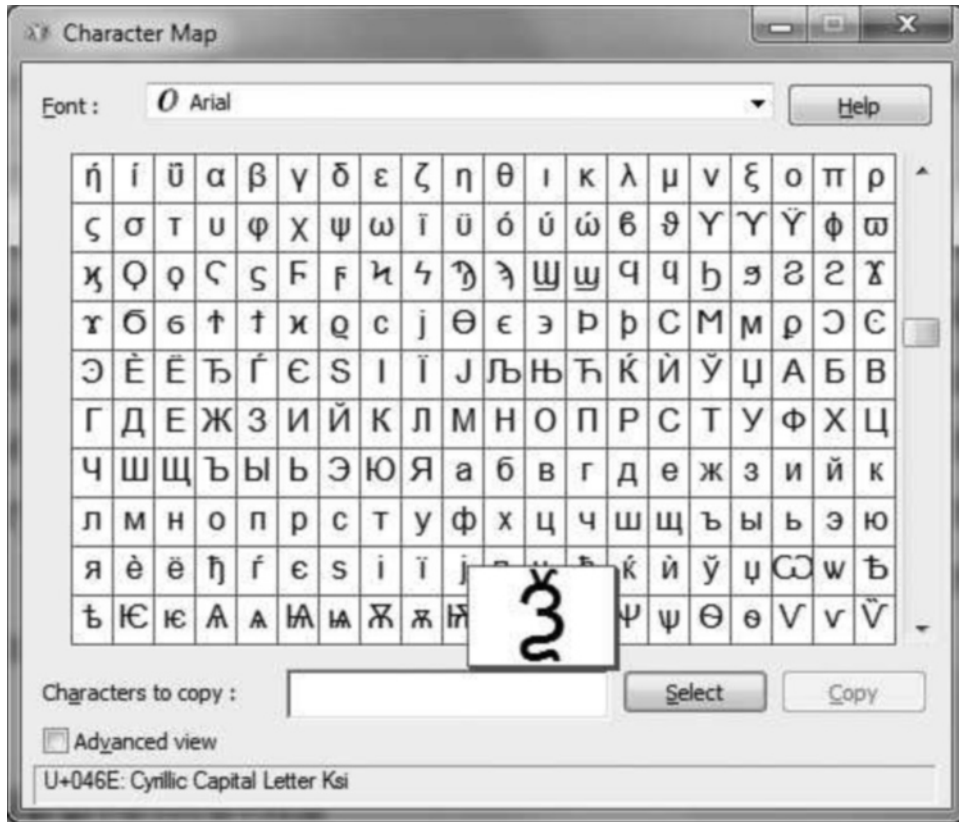 Character Map
Font : O Arial Help
ή ί ΰ α β γ δ ε ζ η θ ι κ λ μ ν ξ ο π ρ
ς σ τ υ φ χ ψ ω ϊ ϋ ό ύ ώ ϐ ϑ ϒ ϓ ϔ ϕ ϖ
ϗ Ϙ ϙ Ϛ ϛ Ϝ ϝ Ϟ ϟ Ϡ ϡ Ϣ ϣ Ϥ ϥ Ϧ ϧ Ϩ ϩ Ϫ
ϫ Ϭ ϭ Ϯ ϯ ϰ ϱ ϲ ϳ ϴ ϵ ϶ Ϸ ϸ Ϲ Ϻ ϻ ϼ Ͻ Ͼ
Ͽ Ѐ Ё Ђ Ѓ Є Ѕ І Ї Ј Љ Њ Ћ Ќ Ѝ Ў Џ А Б В
Г Д Е Ж З И Й К Л М Н О П Р С Т У Ф Х Ц
Ч Ш Щ Ъ Ы Ь Э Ю Я а б в г д е ж з и й к
л м н о п р с т у ф х ц ч ш щ ъ ы ь э ю
я ѐ ё ђ ѓ є ѕ і ї ј ќ ѝ ў џ Ѡ ѡ Ѣ
ѣ Ѥ ѥ Ѧ ѧ Ѩ ѩ Ѫ ѫ Ѭ Ѯ Ѱ ѱ Ѳ ѳ Ѵ ѵ Ѷ
Characters to copy : Select Copy
Advanced view
U+046E: Cyrillic Capital Letter Ksi